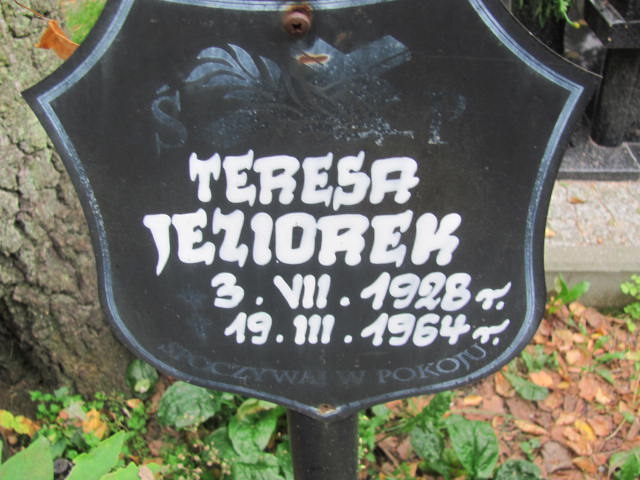 Ś P
TERESA
JEZIOREK
3. VII. 1928 r.
19. III. 1964 r.
SPOCZYWAJ W POKOJU